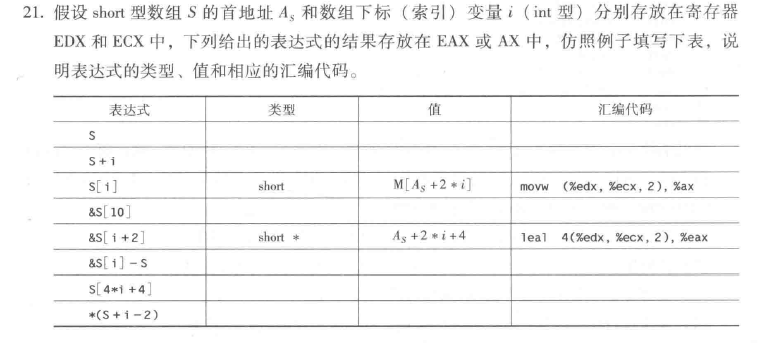 21. 假设 short 型数组 S 的首地址 A_S 和数组下标（索引）变量 i（int 型）分别存放在寄存器
EDX 和 ECX 中，下列给出的表达式的结果存放在 EAX 或 AX 中，仿照例子填写下表，说
明表达式的类型、值和相应的汇编代码。
表达式 类型 值 汇编代码
S
S+i
S[i] short M[A_S+2*i] movw (%edx, %ecx, 2), %ax
&S[10]
&S[i+2] short * A_S+2*i+4 leal 4(%edx, %ecx, 2), %eax
&S[i]-S
S[4*i+4]
*(S+i-2)